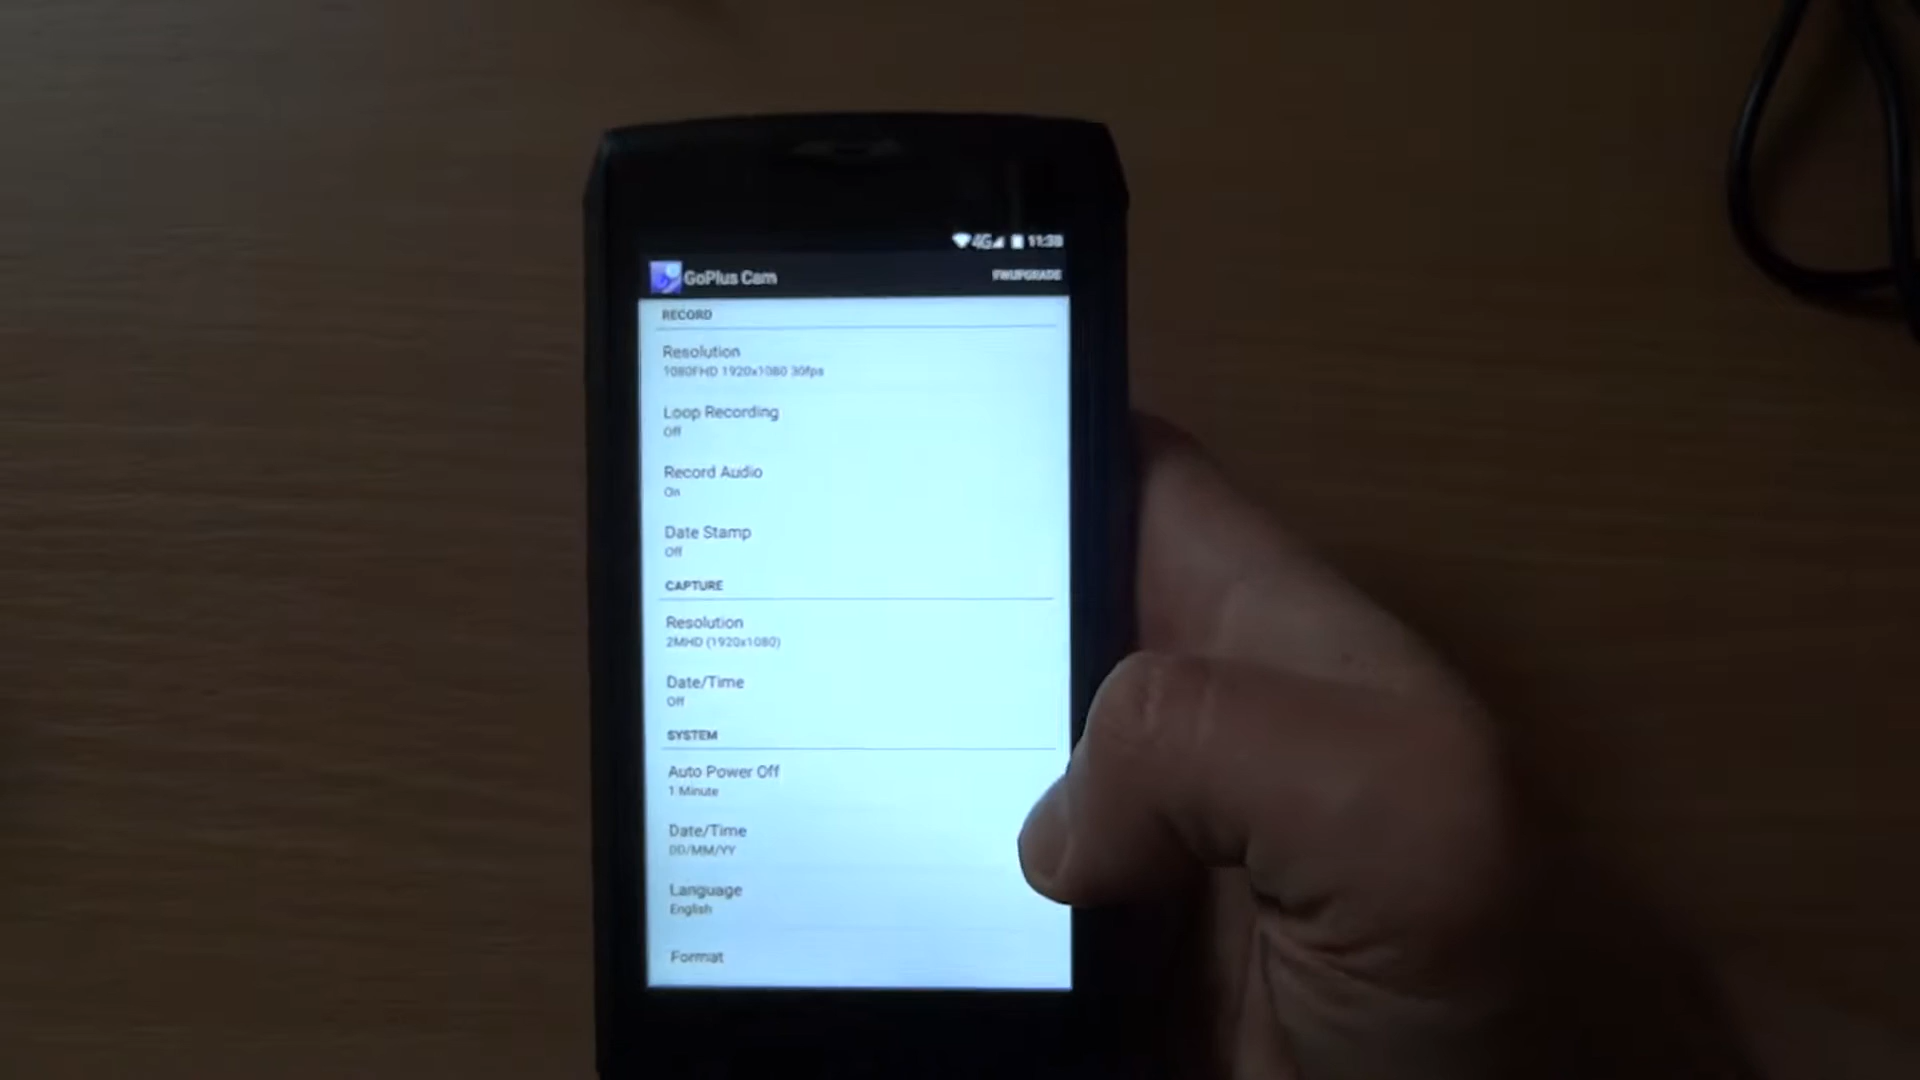 4G 11:38
GoPlus Cam FWUPGRADE
RECORD
Resolution
1080FHD 1920x1080 30fps
Loop Recording
Off
Record Audio
On
Date Stamp
Off
CAPTURE
Resolution
2MHD (1920x1080)
Date/Time
Off
SYSTEM
Auto Power Off
1 Minute
Date/Time
DD/MM/YY
Language
English
Format